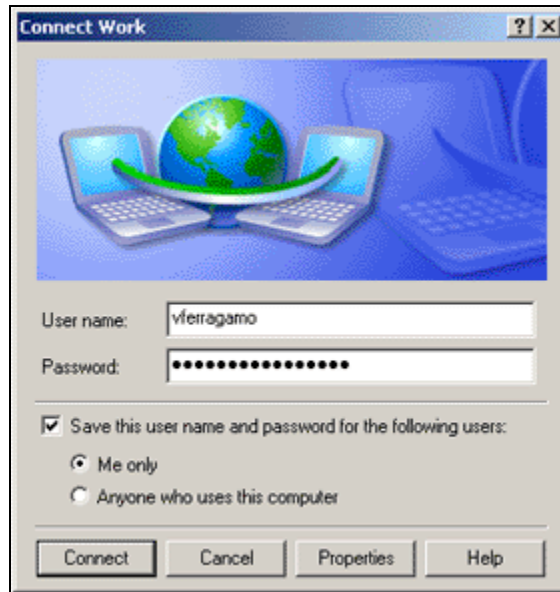 Connect Work
User name: vferragamo
Password: ••••••••••••••••
Save this user name and password for the following users:
Me only
Anyone who uses this computer
Connect Cancel Properties Help